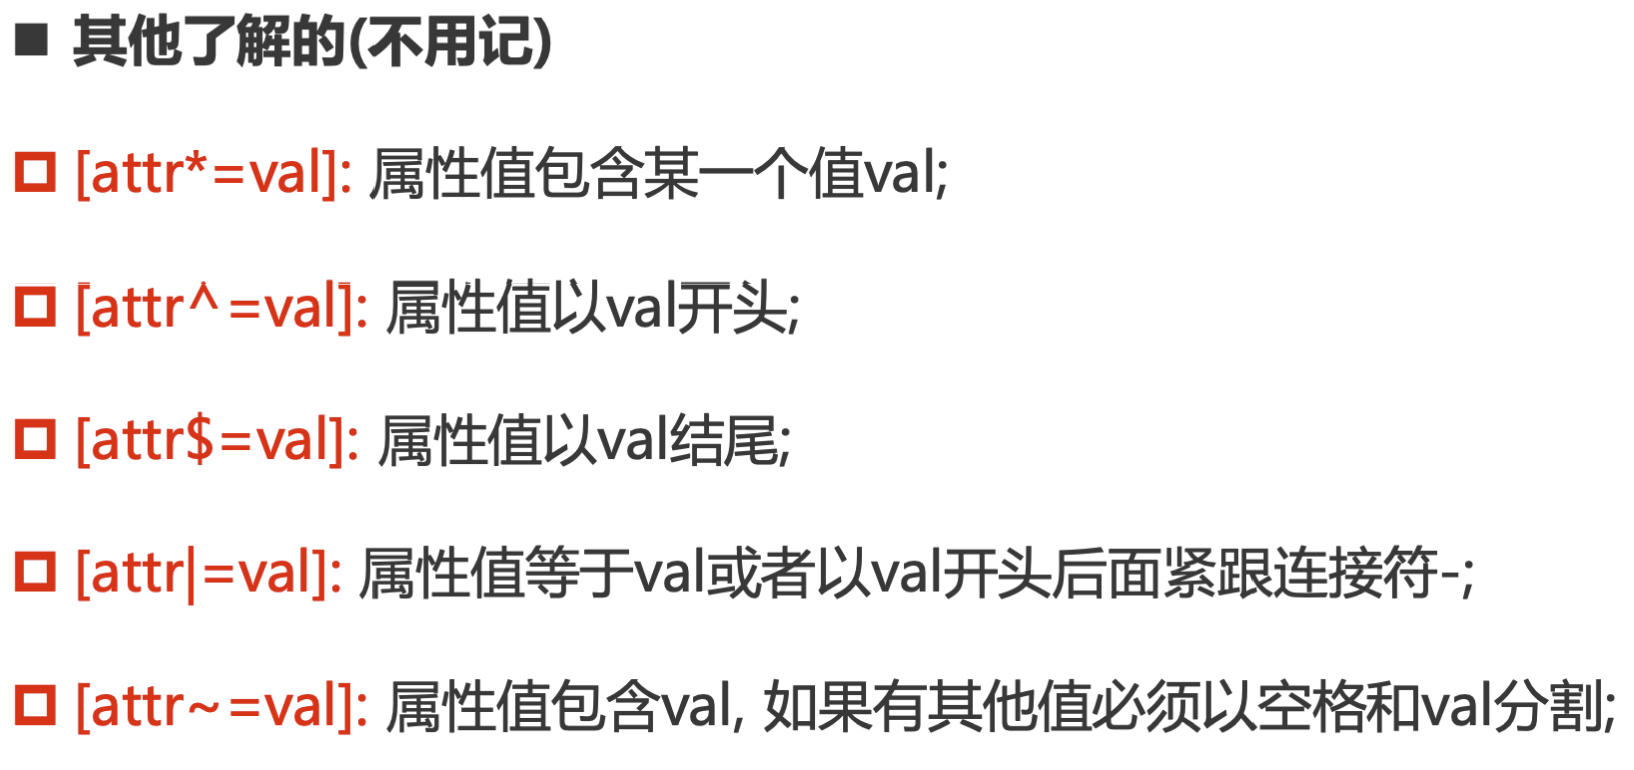 其他了解的(不用记)
[attr*=val]: 属性值包含某一个值val;
[attr^=val]: 属性值以val开头;
[attr$=val]: 属性值以val结尾;
[attr|=val]: 属性值等于val或者以val开头后面紧跟连接符-;
[attr~=val]: 属性值包含val, 如果有其他值必须以空格和val分割;